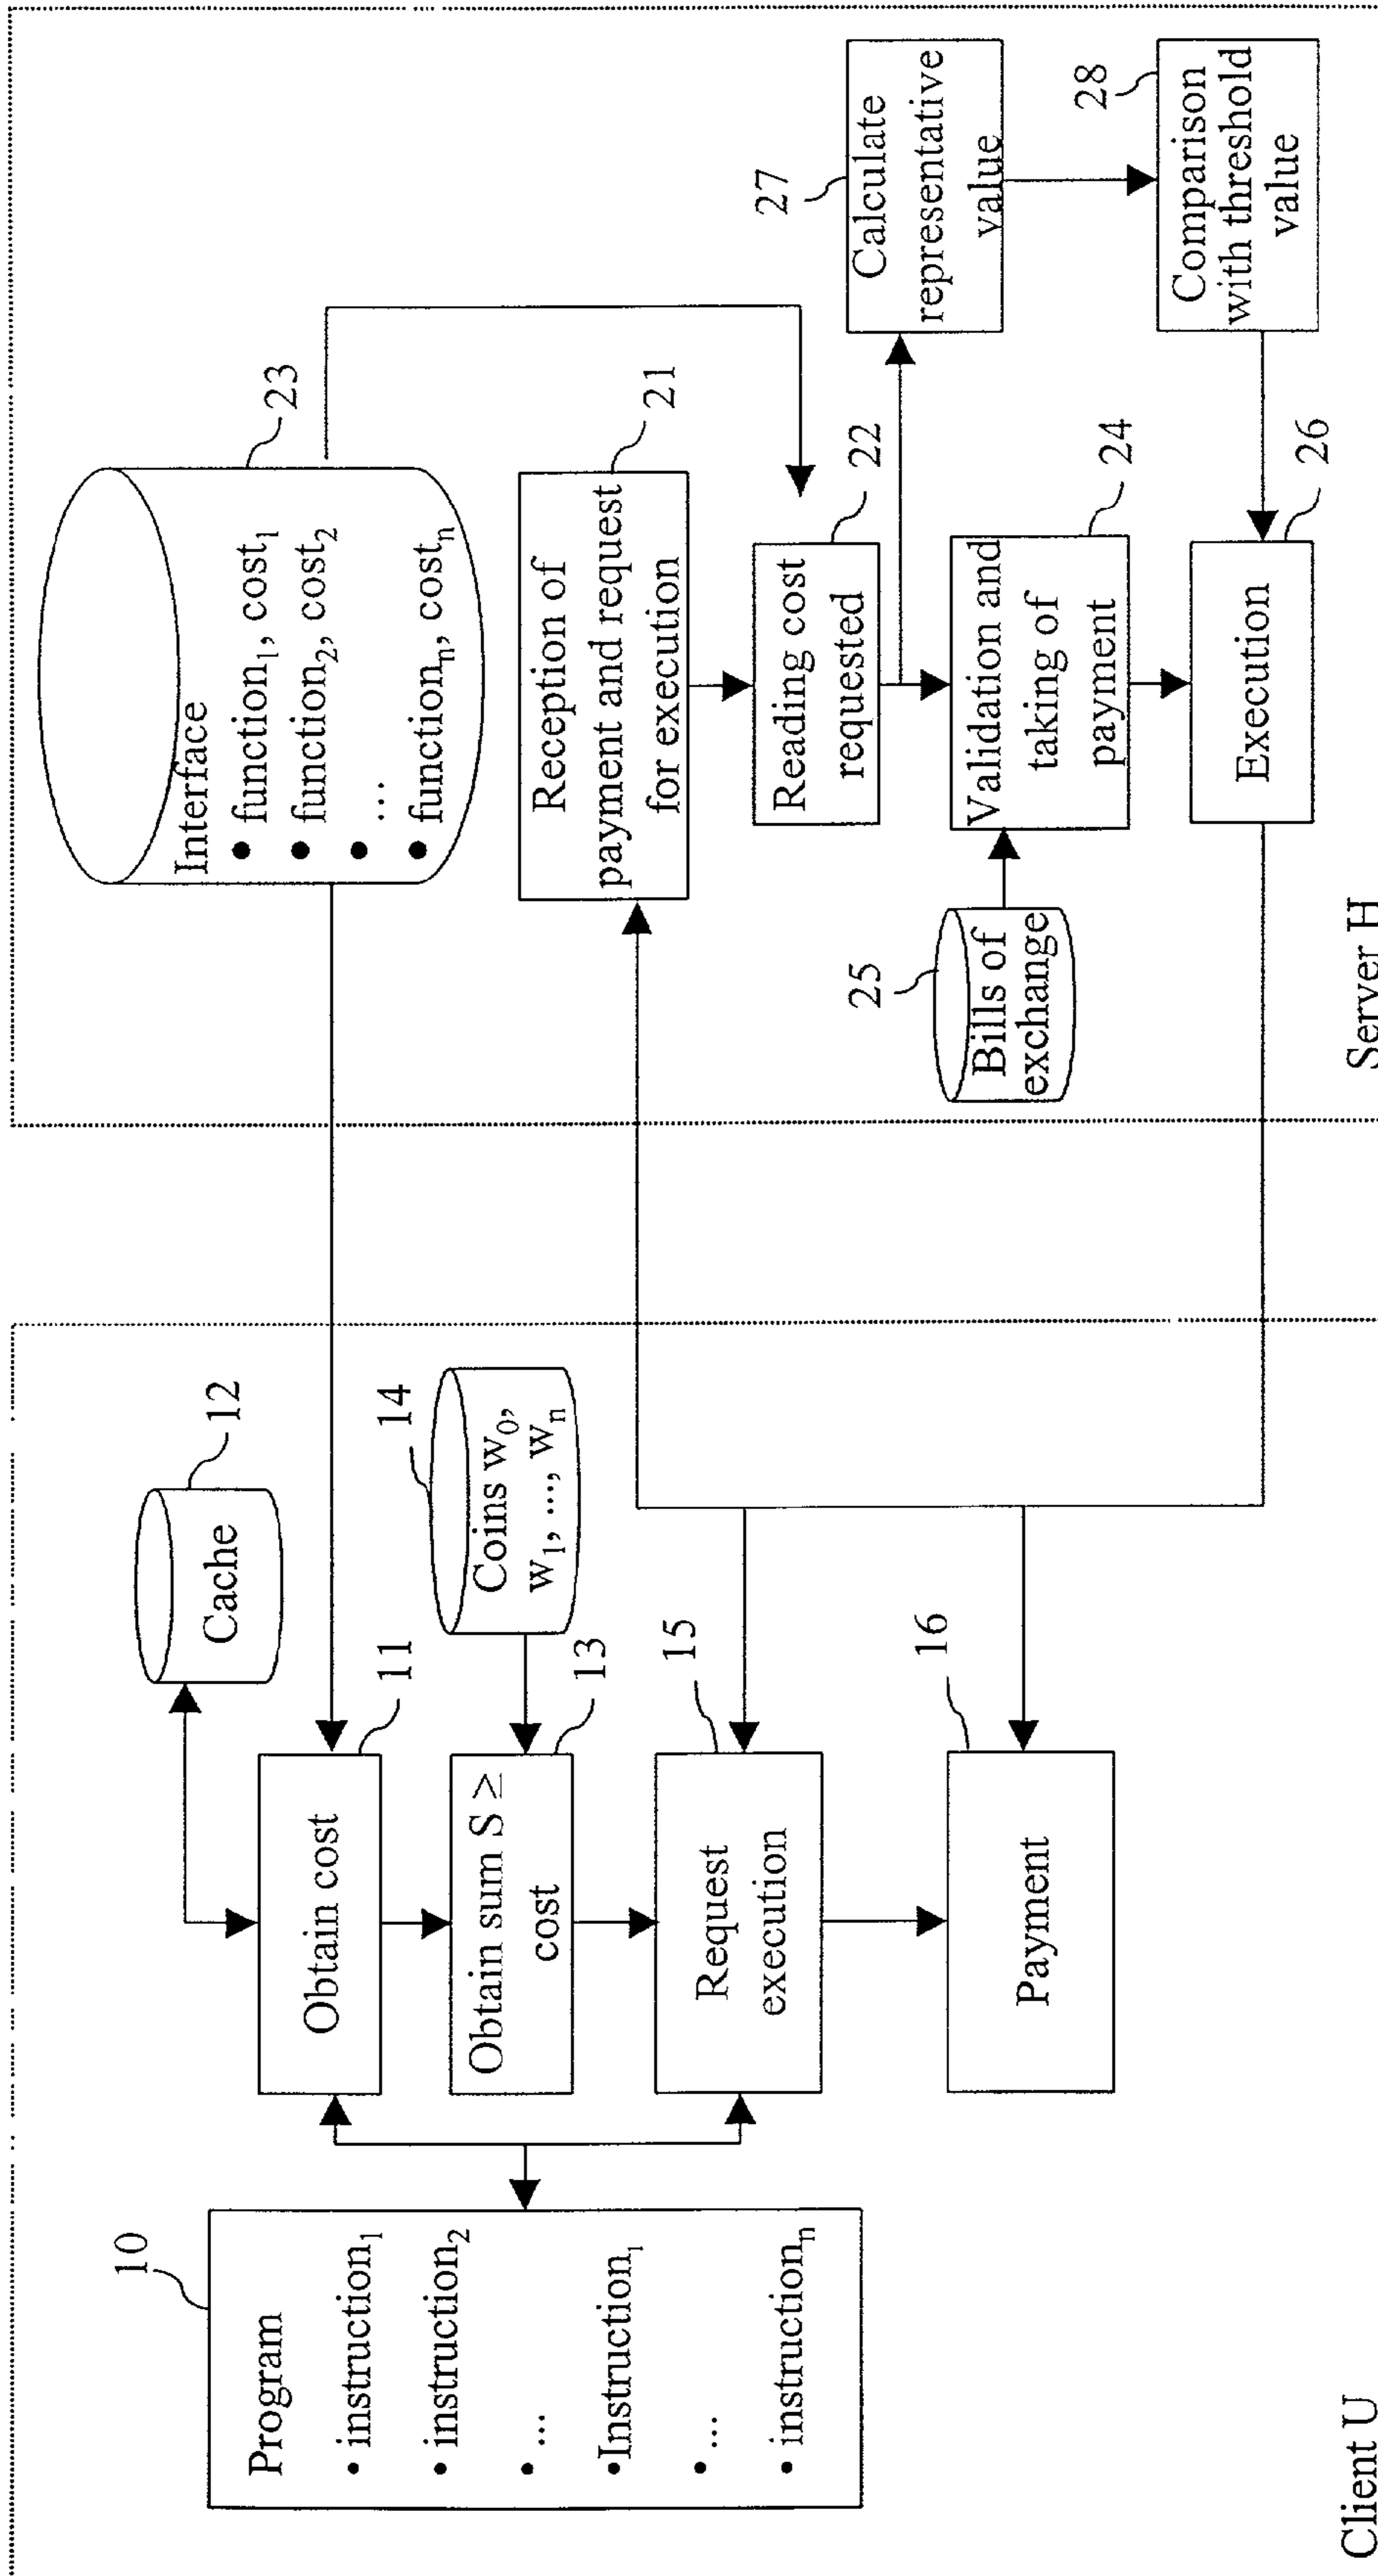 10
Program
• instruction1
• instruction2
• ...
•Instruction1
• ...
• instructionn
Client U
12
Cache
11
Obtain cost
14
Coins w0,
w1, ..., wn
13
Obtain sum S ≥
cost
15
Request
execution
16
Payment
23
Interface
• function1, cost1
• function2, cost2
• ...
• functionn, costn
21
Reception of
payment and request
for execution
22
Reading cost
requested
25
Bills of
exchange
24
Validation and
taking of
payment
26
Execution
27
Calculate
representative
value
28
Comparison
with threshold
value
Server H